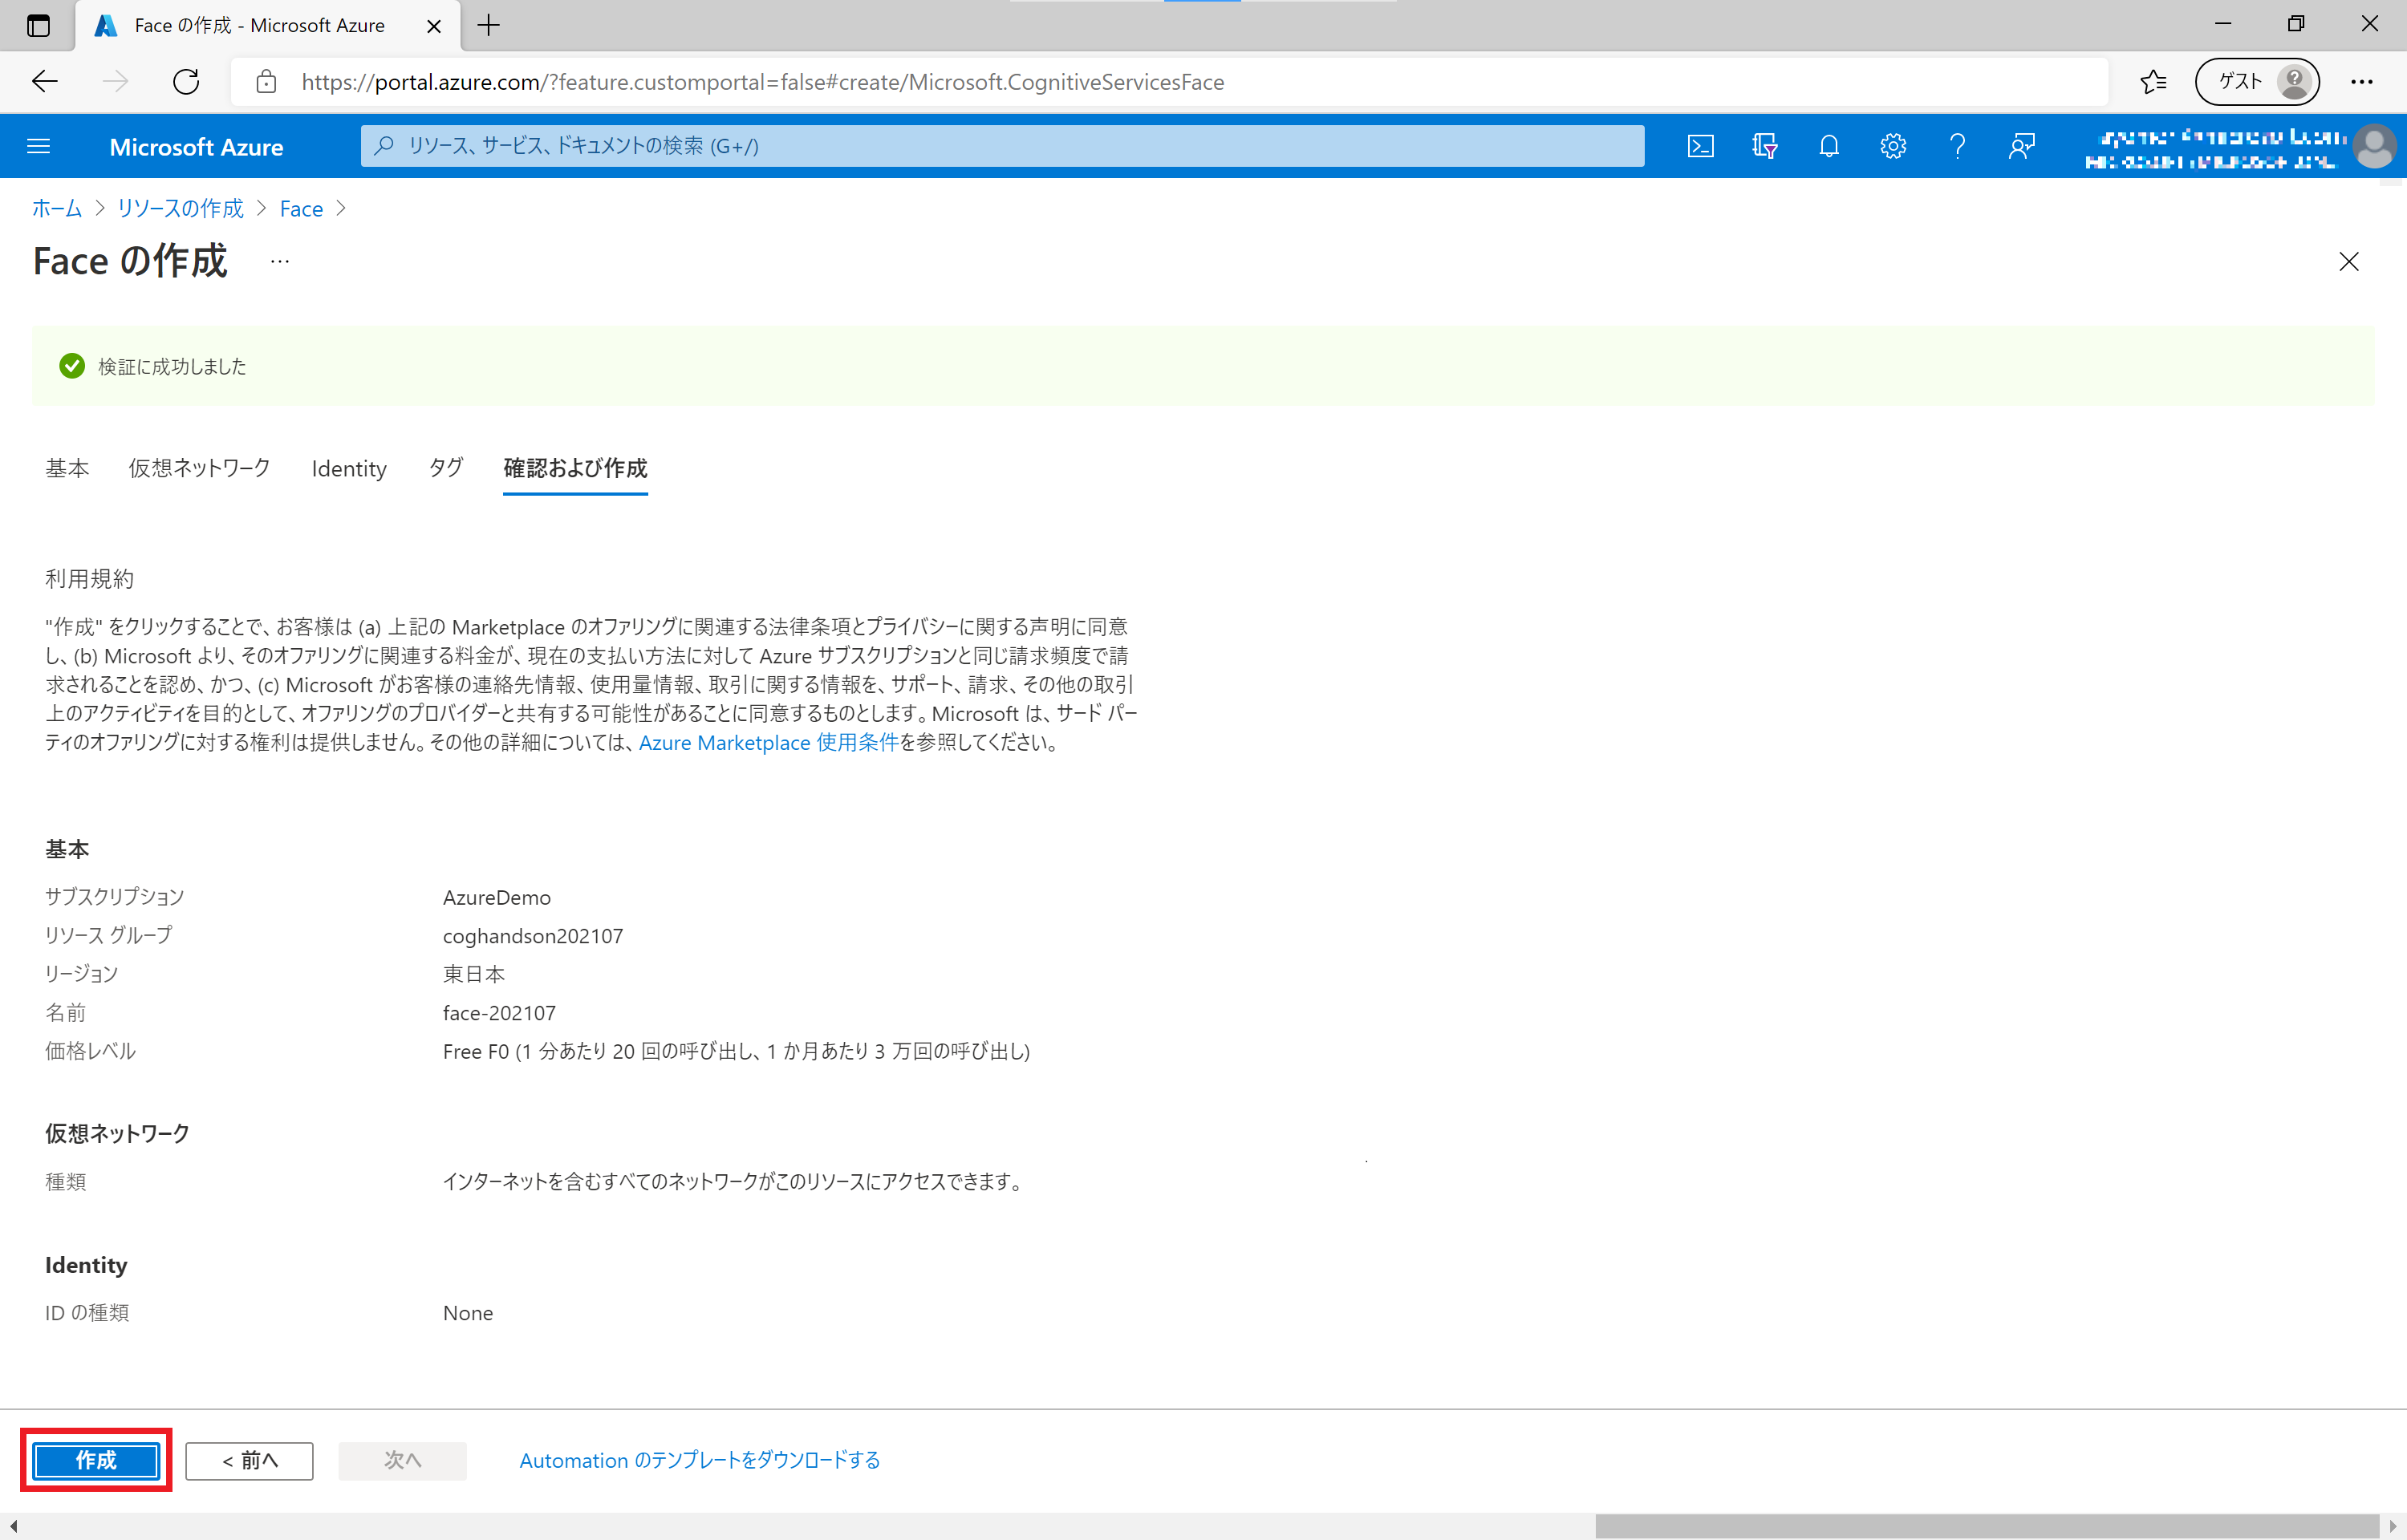 Face の作成 - Microsoft Azure
https://portal.azure.com/?feature.customportal=false#create/Microsoft.CognitiveServicesFace
ゲスト
Microsoft Azure
リソース、サービス、ドキュメントの検索 (G+/)
ホーム > リソースの作成 > Face >
Face の作成 ...
検証に成功しました
基本 仮想ネットワーク Identity タグ 確認および作成
利用規約
"作成" をクリックすることで、お客様は (a) 上記の Marketplace のオファリングに関連する法律条項とプライバシーに関する声明に同意
し、(b) Microsoft より、そのオファリングに関連する料金が、現在の支払い方法に対して Azure サブスクリプションと同じ請求頻度で請
求されることを認め、かつ、(c) Microsoft がお客様の連絡先情報、使用量情報、取引に関する情報を、サポート、請求、その他の取引
上のアクティビティを目的として、オファリングのプロバイダーと共有する可能性があることに同意するものとします。Microsoft は、サード パー
ティのオファリングに対する権利は提供しません。その他の詳細については、Azure Marketplace 使用条件を参照してください。
基本
サブスクリプション AzureDemo
リソース グループ coghandson202107
リージョン 東日本
名前 face-202107
価格レベル Free F0 (1 分あたり 20 回の呼び出し、1 か月あたり 3 万回の呼び出し)
仮想ネットワーク
種類 インターネットを含むすべてのネットワークがこのリソースにアクセスできます。
Identity
ID の種類 None
作成 < 前へ 次へ Automation のテンプレートをダウンロードする